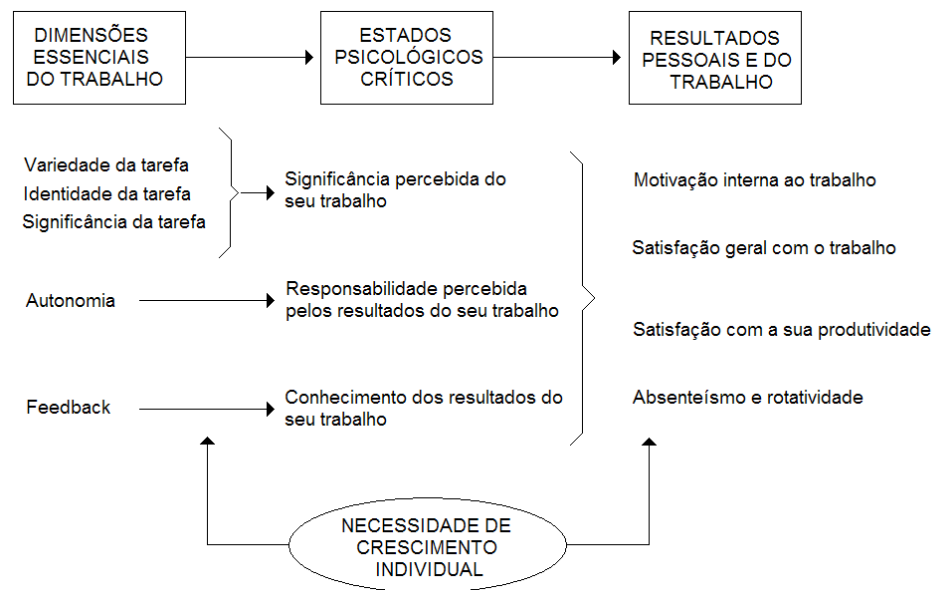 DIMENSÕES
ESSENCIAIS
DO TRABALHO
ESTADOS
PSICOLÓGICOS
CRÍTICOS
RESULTADOS
PESSOAIS E DO
TRABALHO
Variedade da tarefa
Identidade da tarefa
Significância da tarefa
Significância percebida do
seu trabalho
Motivação interna ao trabalho
Satisfação geral com o trabalho
Autonomia
Responsabilidade percebida
pelos resultados do seu trabalho
Satisfação com a sua produtividade
Feedback
Conhecimento dos resultados do
seu trabalho
Absenteísmo e rotatividade
NECESSIDADE DE
CRESCIMENTO
INDIVIDUAL